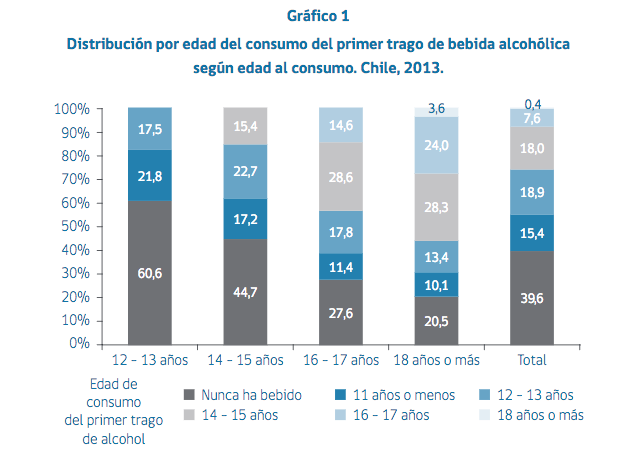 Gráfico 1
Distribución por edad del consumo del primer trago de bebida alcohólica
según edad al consumo. Chile, 2013.
100%
90%
80%
70%
60%
50%
40%
30%
20%
10%
0%
17,5
21,8
60,6
15,4
22,7
17,2
44,7
14,6
28,6
17,8
11,4
27,6
3,6
24,0
28,3
13,4
10,1
20,5
0,4
7,6
18,0
18,9
15,4
39,6
12 – 13 años
14 – 15 años
16 – 17 años
18 años o más
Total
Edad de
consumo
del primer trago
de alcohol
Nunca ha bebido
11 años o menos
12 – 13 años
14 – 15 años
16 – 17 años
18 años o más